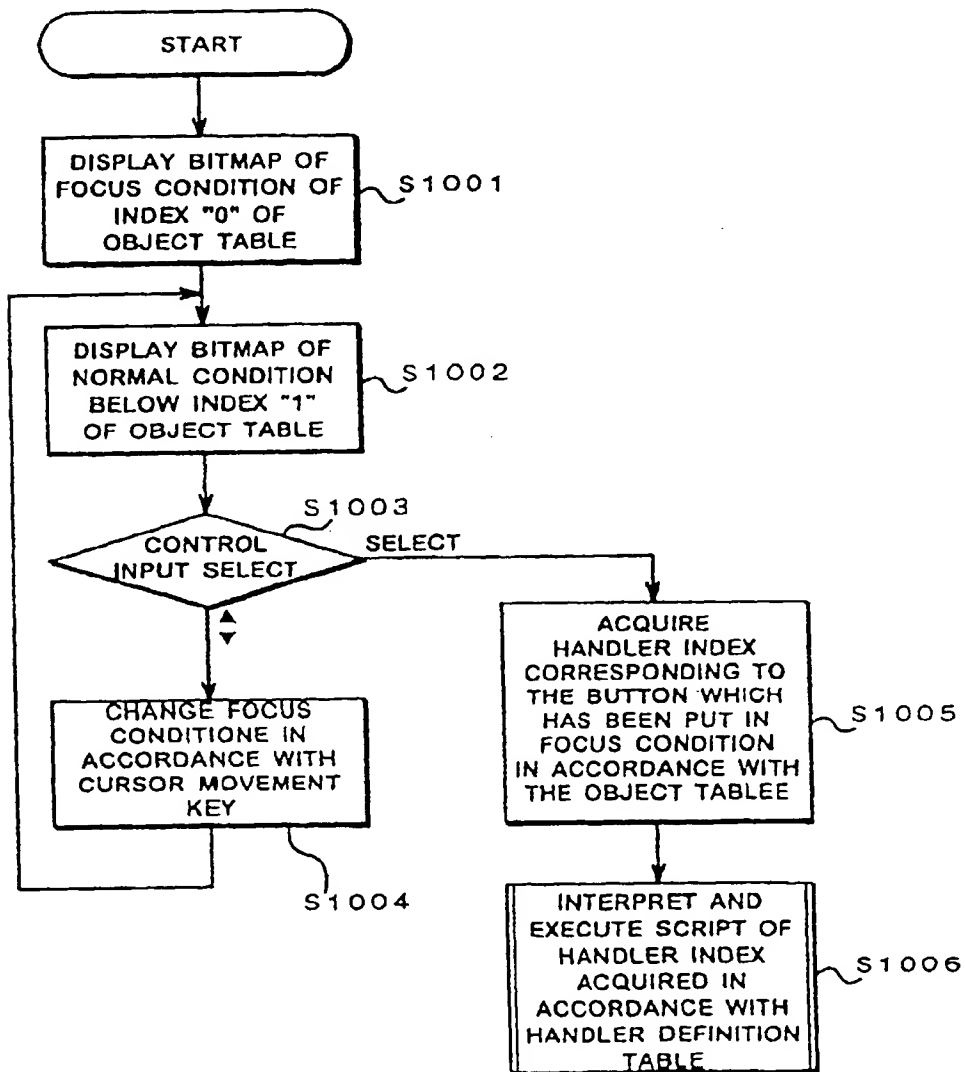 START
DISPLAY BITMAP OF
FOCUS CONDITION OF
INDEX "0" OF
OBJECT TABLE
S1001
DISPLAY BITMAP OF
NORMAL CONDITION
BELOW INDEX "1"
OF OBJECT TABLE
S1002
S1003
CONTROL
INPUT SELECT
SELECT
▲
▼
CHANGE FOCUS
CONDITIONE IN
ACCORDANCE WITH
CURSOR MOVEMENT
KEY
S1004
ACQUIRE
HANDLER INDEX
CORRESPONDING TO
THE BUTTON WHICH
HAS BEEN PUT IN
FOCUS CONDITION
IN ACCORDANCE WITH
THE OBJECT TABLEE
S1005
INTERPRET AND
EXECUTE SCRIPT OF
HANDLER INDEX
ACQUIRED IN
ACCORDANCE WITH
HANDLER DEFINITION
TABLE
S1006